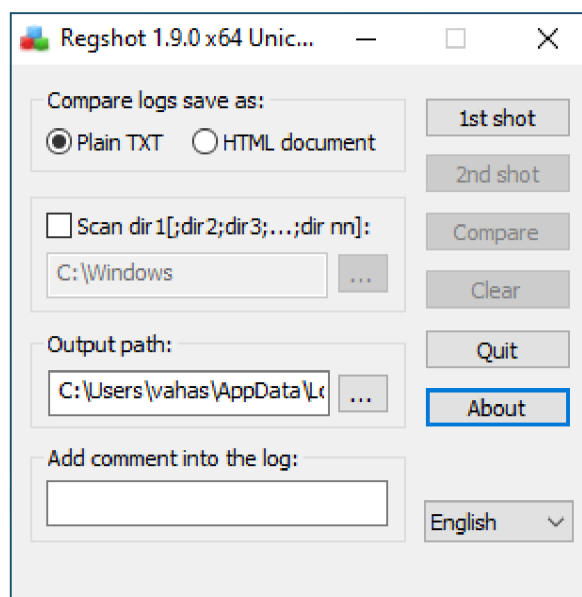 Regshot 1.9.0 x64 Unic...
Compare logs save as:
Plain TXT
HTML document
1st shot
2nd shot
Scan dir1[;dir2;dir3;...;dir nn]:
C:\Windows
...
Compare
Clear
Output path:
C:\Users\vahas\AppData\Lo
...
Quit
About
Add comment into the log:
English